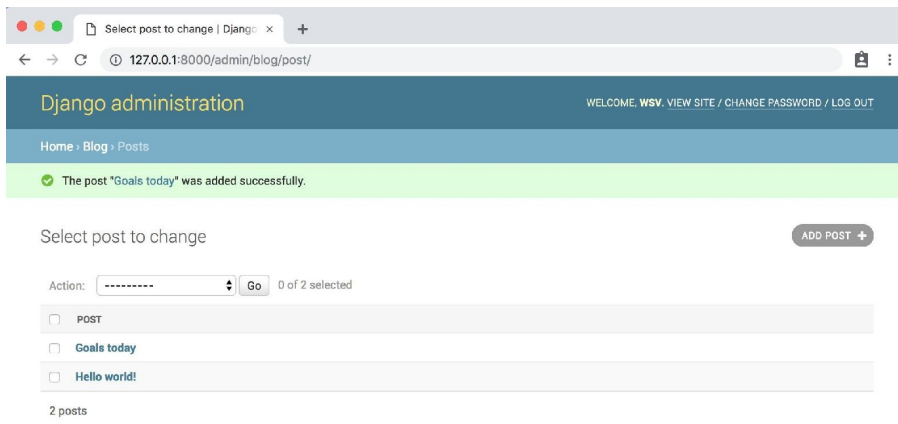 Select post to change | Django
127.0.0.1:8000/admin/blog/post/
Django administration
WELCOME, WSV. VIEW SITE / CHANGE PASSWORD / LOG OUT
Home › Blog › Posts
The post "Goals today" was added successfully.
Select post to change
ADD POST +
Action: --------- Go 0 of 2 selected
POST
Goals today
Hello world!
2 posts